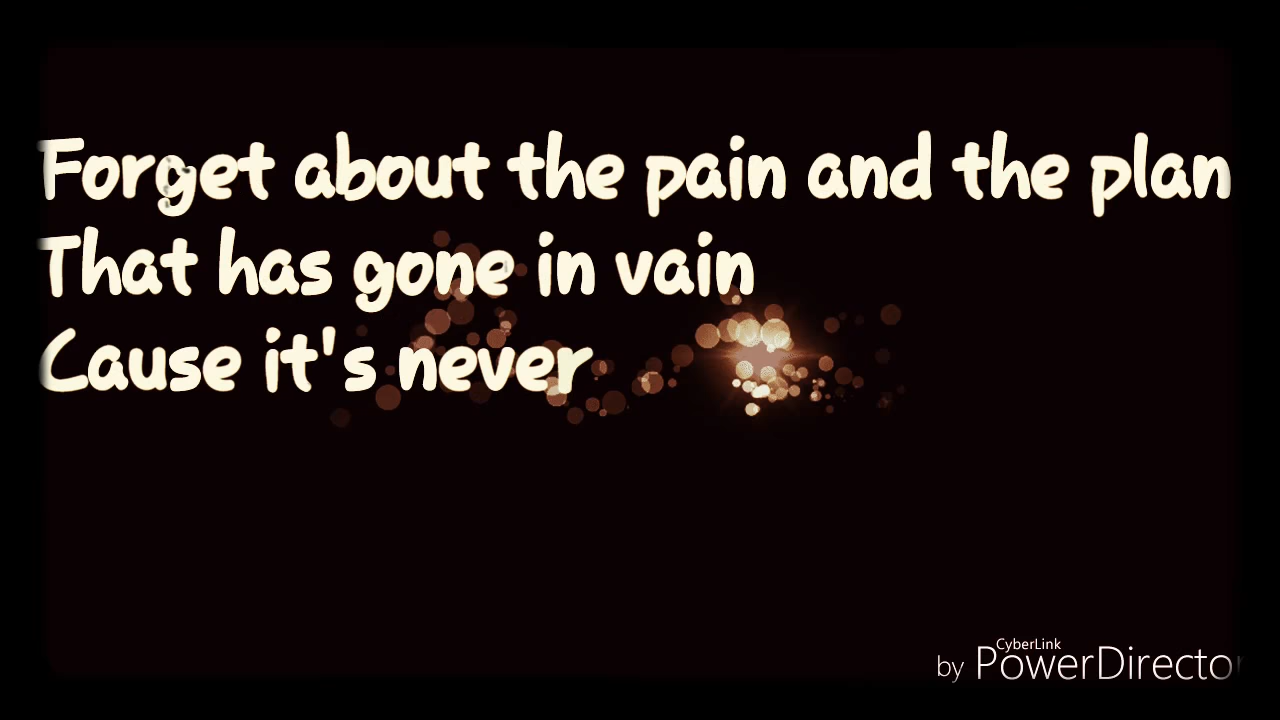 Forget about the pain and the plan
That has gone in vain
Cause it's never
CyberLink
by PowerDirector